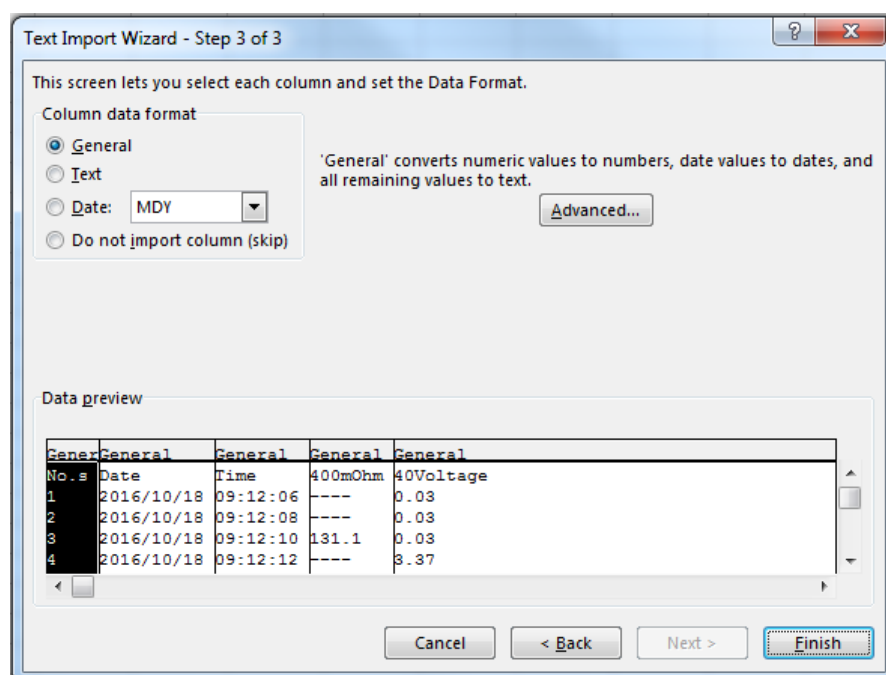 Text Import Wizard - Step 3 of 3
This screen lets you select each column and set the Data Format.
Column data format
General
Text
Date: MDY
Do not import column (skip)
'General' converts numeric values to numbers, date values to dates, and
all remaining values to text.
Advanced...
Data preview
Gener General General General General
No.s Date Time 400mOhm 40Voltage
1 2016/10/18 09:12:06 ---- 0.03
2 2016/10/18 09:12:08 ---- 0.03
3 2016/10/18 09:12:10 131.1 0.03
4 2016/10/18 09:12:12 ---- 3.37
Cancel < Back Next > Finish